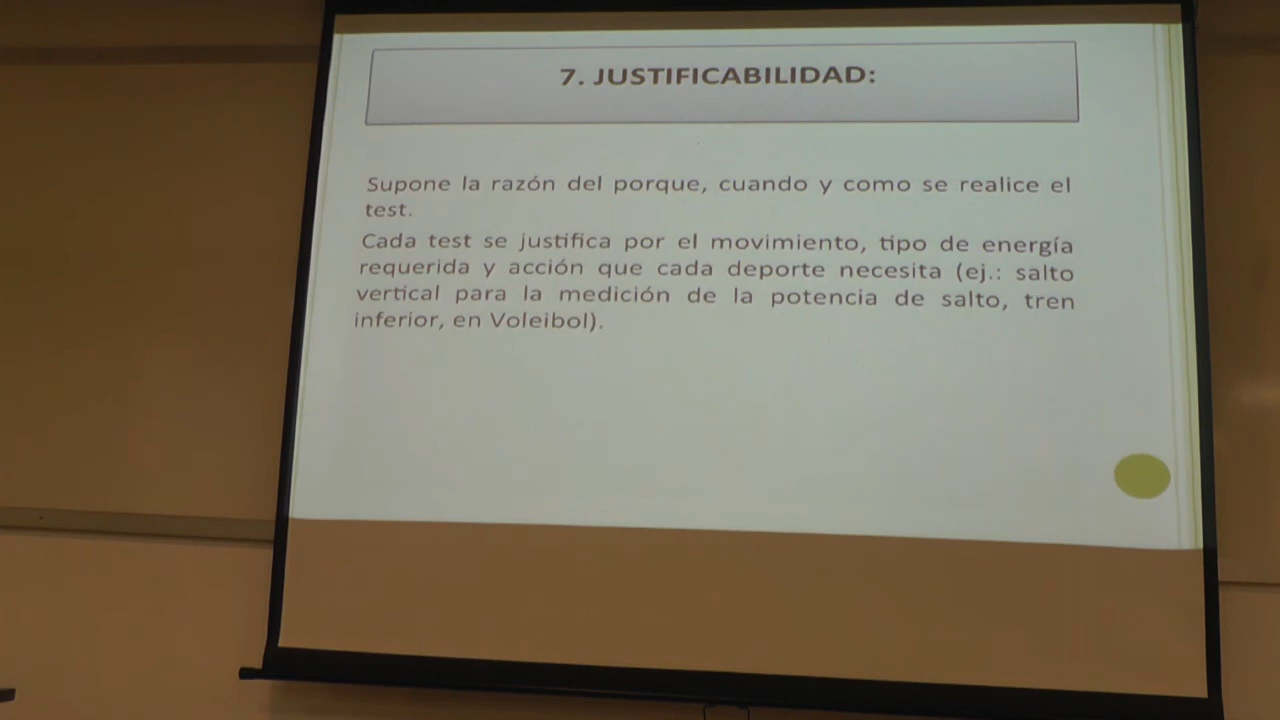 7. JUSTIFICABILIDAD:
Supone la razón del porque, cuando y como se realice el
test.
Cada test se justifica por el movimiento, tipo de energía
requerida y acción que cada deporte necesita (ej.: salto
vertical para la medición de la potencia de salto, tren
inferior, en Voleibol).